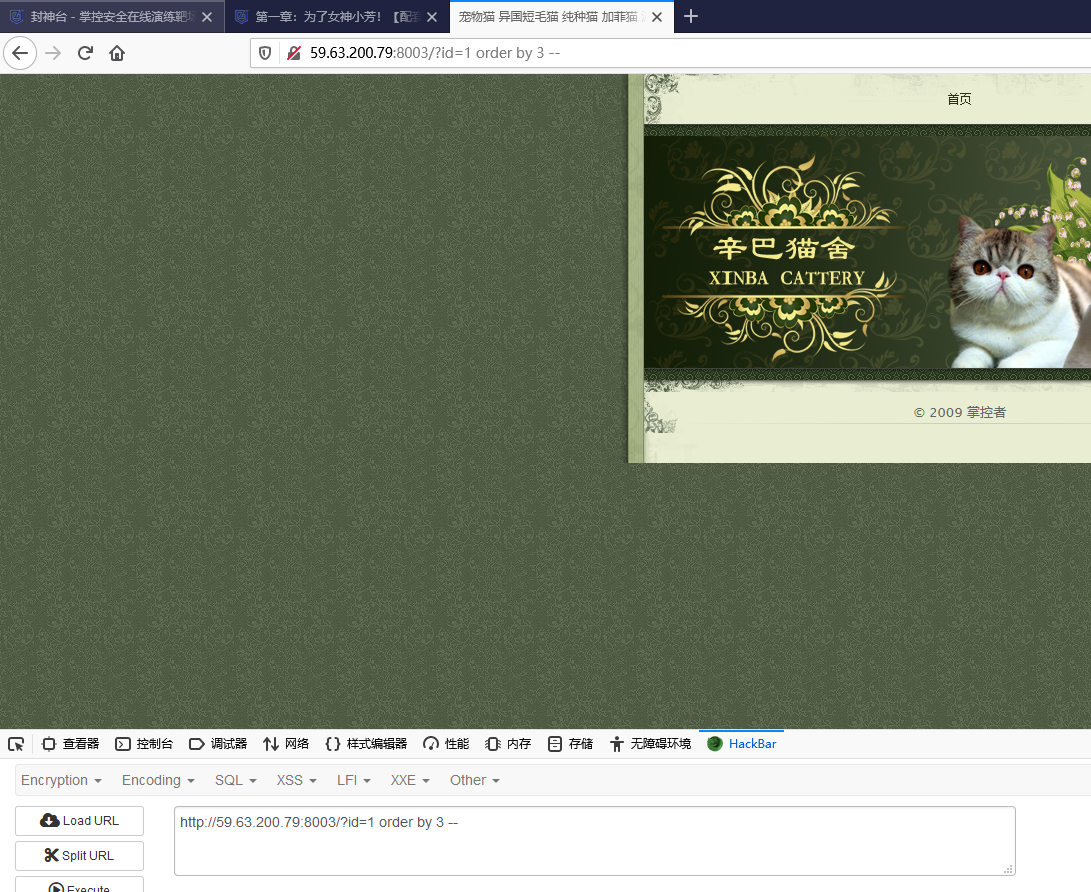 封神台 - 掌控安全在线演练靶场
第一章：为了女神小芳！【配套
宠物猫 异国短毛猫 纯种猫 加菲猫
59.63.200.79:8003/?id=1 order by 3 --
首页
辛巴猫舍
XINBA CATTERY
© 2009 掌控者
查看器 控制台 调试器 网络 样式编辑器 性能 内存 存储 无障碍环境 HackBar
Encryption Encoding SQL XSS LFI XXE Other
Load URL
http://59.63.200.79:8003/?id=1 order by 3 --
Split URL
Execute